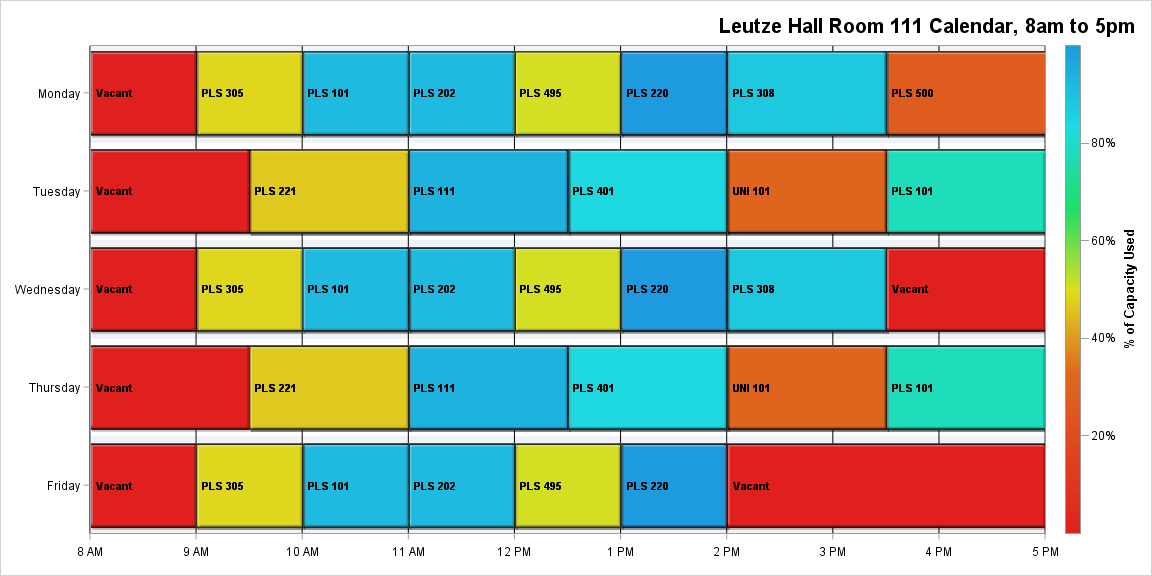 Leutze Hall Room 111 Calendar, 8am to 5pm
Monday
Vacant
PLS 305
PLS 101
PLS 202
PLS 495
PLS 220
PLS 308
PLS 500
Tuesday
Vacant
PLS 221
PLS 111
PLS 401
UNI 101
PLS 101
Wednesday
Vacant
PLS 305
PLS 101
PLS 202
PLS 495
PLS 220
PLS 308
Vacant
Thursday
Vacant
PLS 221
PLS 111
PLS 401
UNI 101
PLS 101
Friday
Vacant
PLS 305
PLS 101
PLS 202
PLS 495
PLS 220
Vacant
8 AM
9 AM
10 AM
11 AM
12 PM
1 PM
2 PM
3 PM
4 PM
5 PM
80%
60%
40%
20%
% of Capacity Used